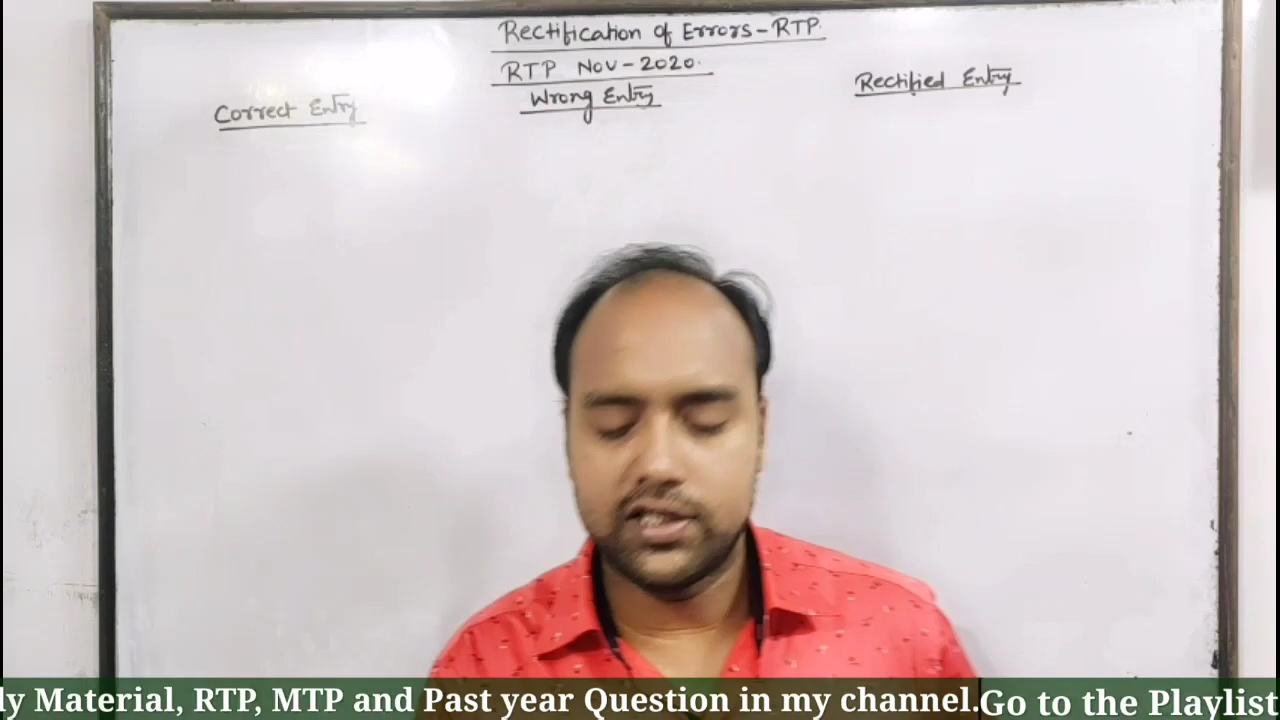 Rectification of Errors-RTP.
RTP Nov-2020.
Correct Entry
Wrong Entry
Rectified Entry
ly Material, RTP, MTP and Past year Question in my channel.
Go to the Playlist